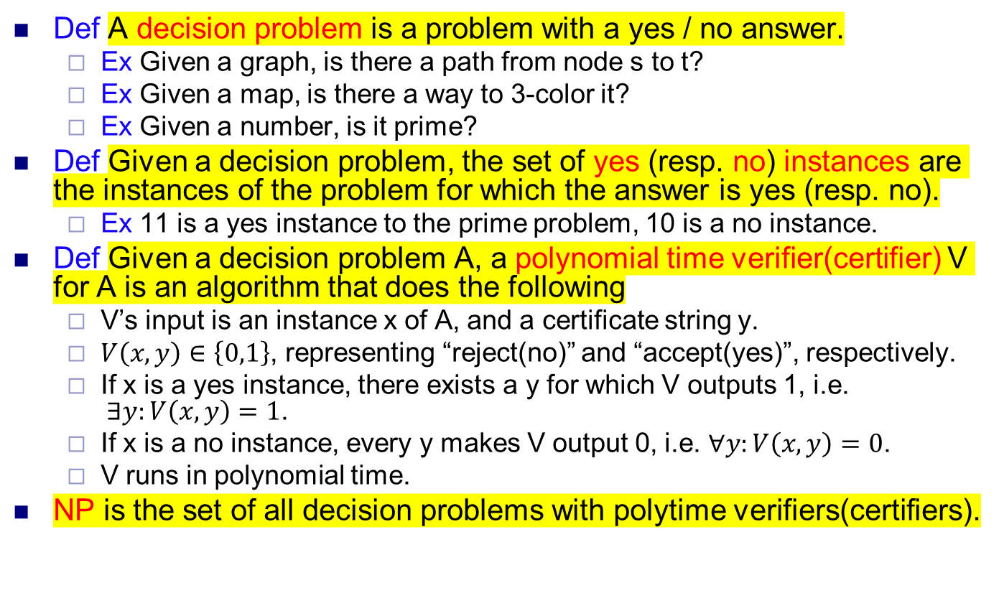 ■ Def A decision problem is a problem with a yes / no answer.
□ Ex Given a graph, is there a path from node s to t?
□ Ex Given a map, is there a way to 3-color it?
□ Ex Given a number, is it prime?
■ Def Given a decision problem, the set of yes (resp. no) instances are
the instances of the problem for which the answer is yes (resp. no).
□ Ex 11 is a yes instance to the prime problem, 10 is a no instance.
■ Def Given a decision problem A, a polynomial time verifier(certifier) V
for A is an algorithm that does the following
□ V’s input is an instance x of A, and a certificate string y.
□ 𝑉(𝑥, 𝑦) ∈ {0,1}, representing “reject(no)” and “accept(yes)”, respectively.
□ If x is a yes instance, there exists a y for which V outputs 1, i.e.
∃𝑦: 𝑉(𝑥, 𝑦) = 1.
□ If x is a no instance, every y makes V output 0, i.e. ∀𝑦: 𝑉(𝑥, 𝑦) = 0.
□ V runs in polynomial time.
■ NP is the set of all decision problems with polytime verifiers(certifiers).